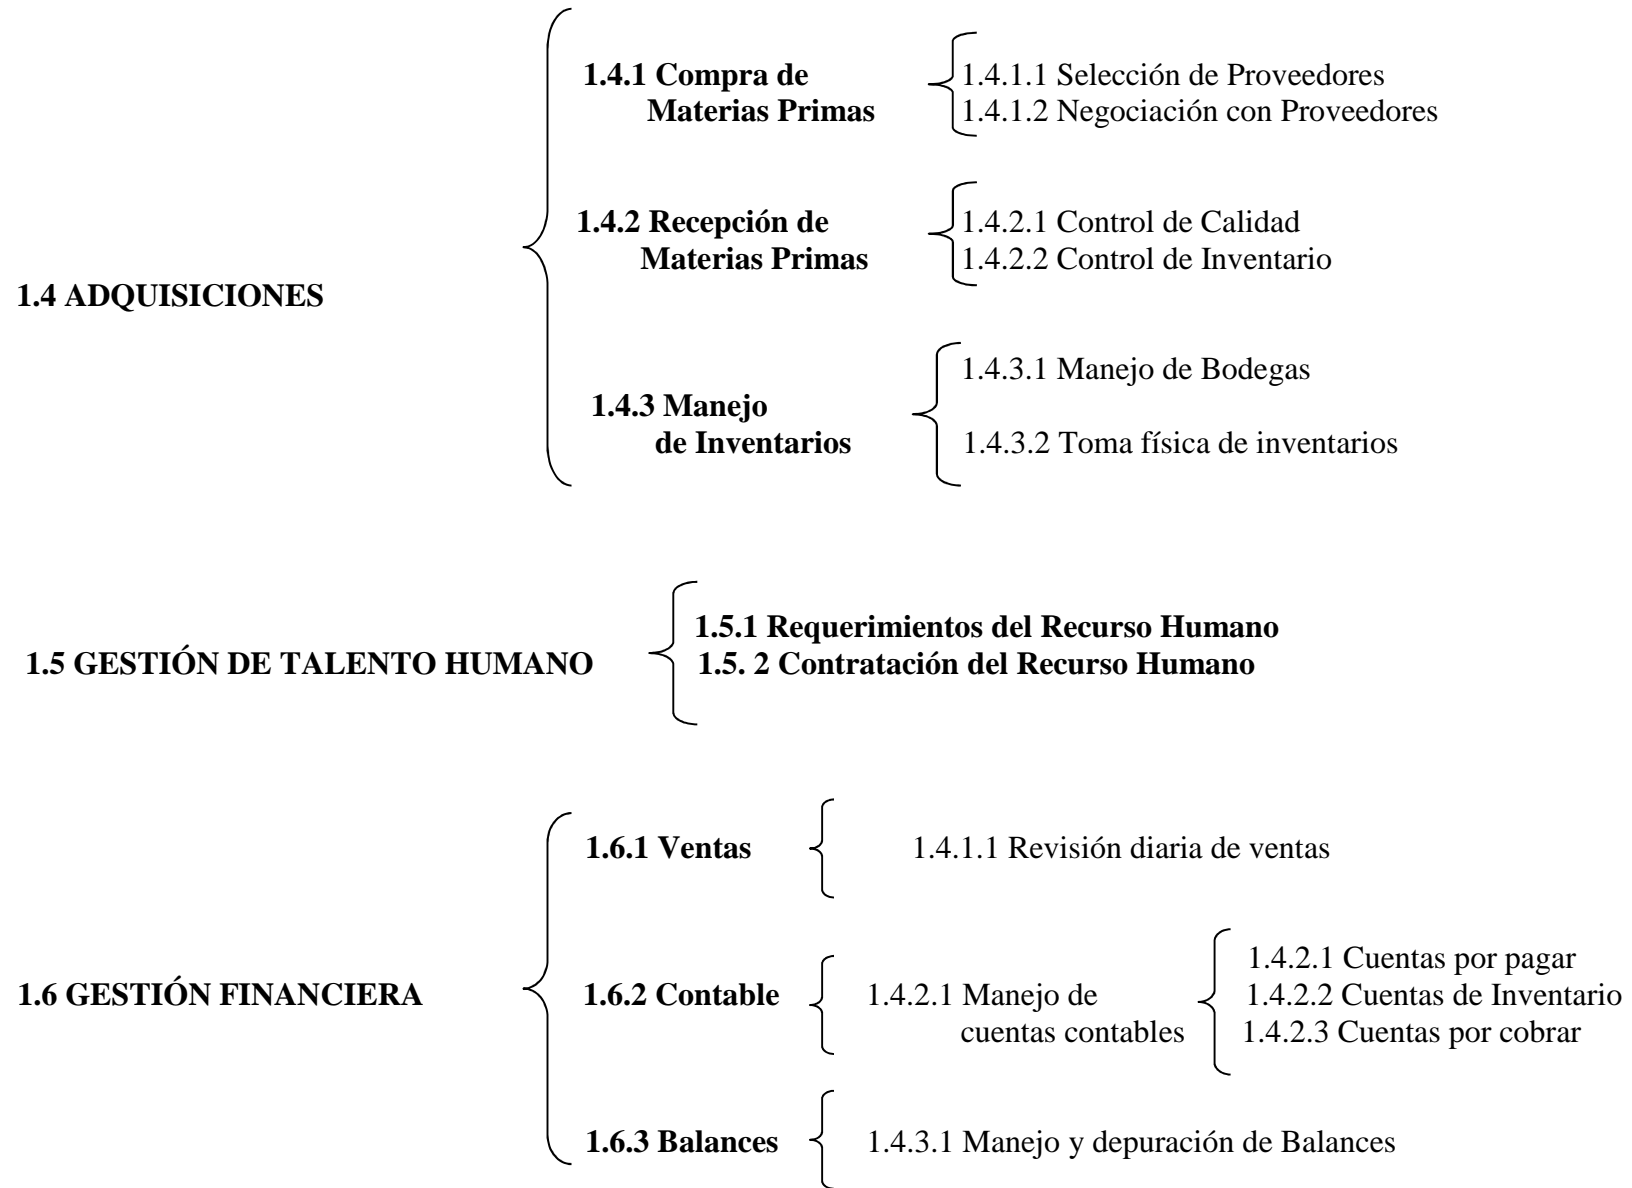 1.4.1 Compra de
Materias Primas
1.4.1.1 Selección de Proveedores
1.4.1.2 Negociación con Proveedores
1.4.2 Recepción de
Materias Primas
1.4.2.1 Control de Calidad
1.4.2.2 Control de Inventario
1.4 ADQUISICIONES
1.4.3 Manejo
de Inventarios
1.4.3.1 Manejo de Bodegas
1.4.3.2 Toma física de inventarios
1.5 GESTIÓN DE TALENTO HUMANO
1.5.1 Requerimientos del Recurso Humano
1.5. 2 Contratación del Recurso Humano
1.6.1 Ventas
1.4.1.1 Revisión diaria de ventas
1.6 GESTIÓN FINANCIERA
1.6.2 Contable
1.4.2.1 Manejo de
cuentas contables
1.4.2.1 Cuentas por pagar
1.4.2.2 Cuentas de Inventario
1.4.2.3 Cuentas por cobrar
1.6.3 Balances
1.4.3.1 Manejo y depuración de Balances